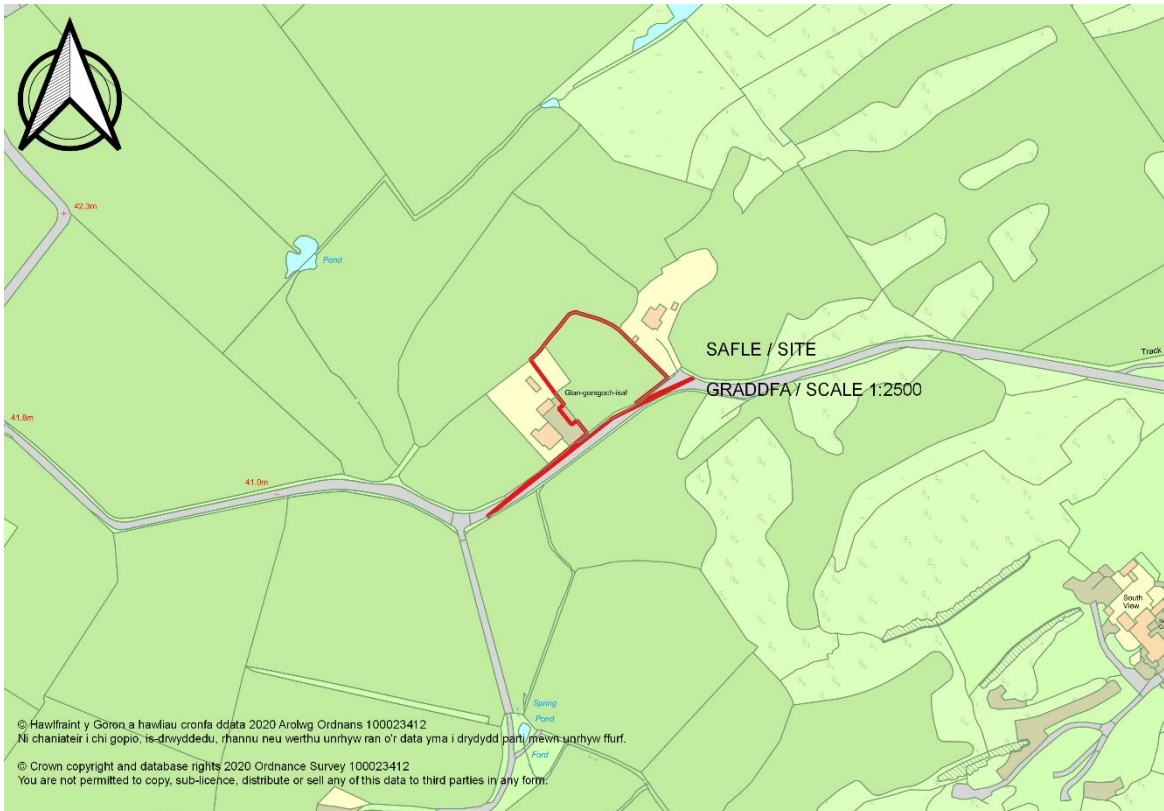 42.3m
Pond
SAFLE / SITE
Track
Glan-gorsgoch-isaf
GRADDFA / SCALE 1:2500
41.8m
41.0m
South
View
Spring
Pond
Ford
© Hawlfraint y Goron a hawliau cronfa ddata 2020 Arolwg Ordnans 100023412
Ni chaniateir i chi gopïo, is-drwyddedu, rhannu neu werthu unrhyw ran o'r data yma i drydydd parti mewn unrhyw ffurf.
© Crown copyright and database rights 2020 Ordnance Survey 100023412
You are not permitted to copy, sub-licence, distribute or sell any of this data to third parties in any form.